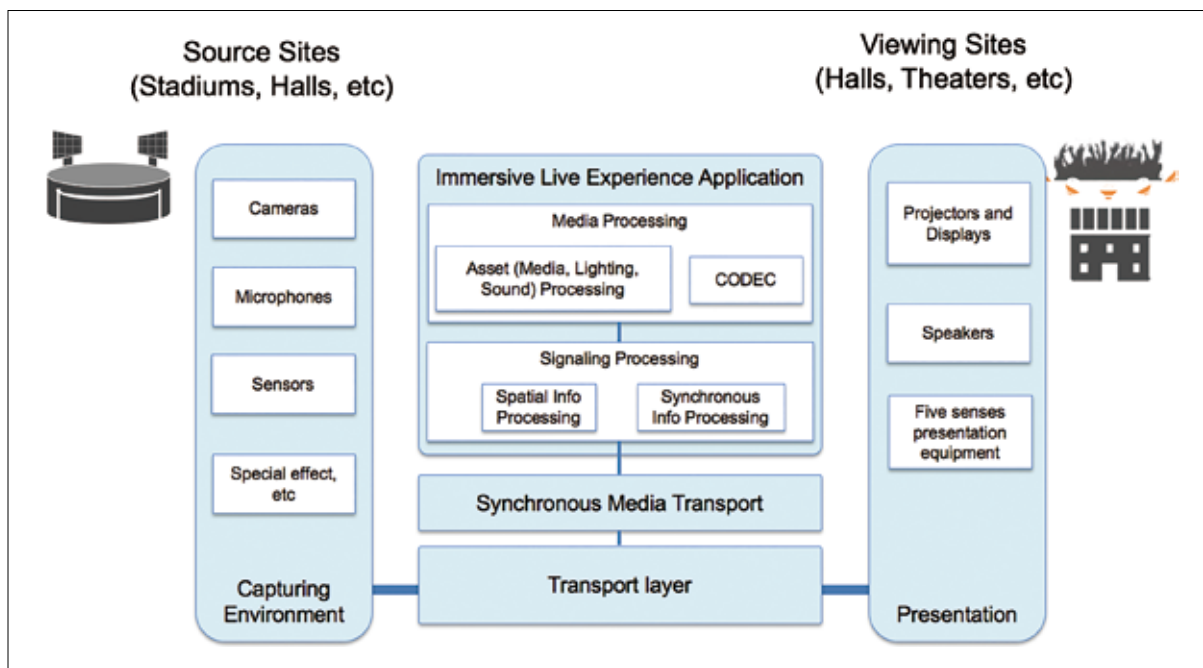 Source Sites
(Stadiums, Halls, etc)
Viewing Sites
(Halls, Theaters, etc)
Cameras
Microphones
Sensors
Special effect,
etc
Capturing
Environment
Immersive Live Experience Application
Media Processing
Asset (Media, Lighting,
Sound) Processing
CODEC
Signaling Processing
Spatial Info
Processing
Synchronous
Info Processing
Synchronous Media Transport
Transport layer
Projectors and
Displays
Speakers
Five senses
presentation
equipment
Presentation